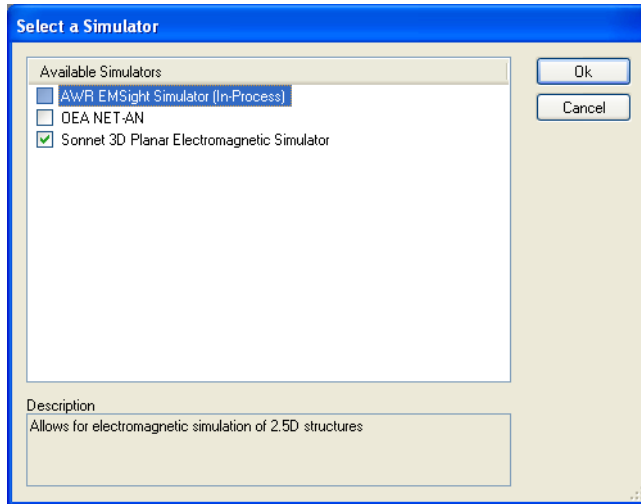 Select a Simulator
Available Simulators
AWR EMSight Simulator (In-Process)
OEA NET-AN
Sonnet 3D Planar Electromagnetic Simulator
Ok
Cancel
Description
Allows for electromagnetic simulation of 2.5D structures